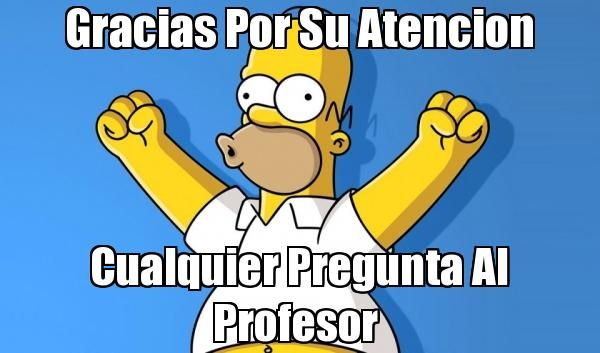 Gracias Por Su Atencion
Cualquier Pregunta Al
Profesor